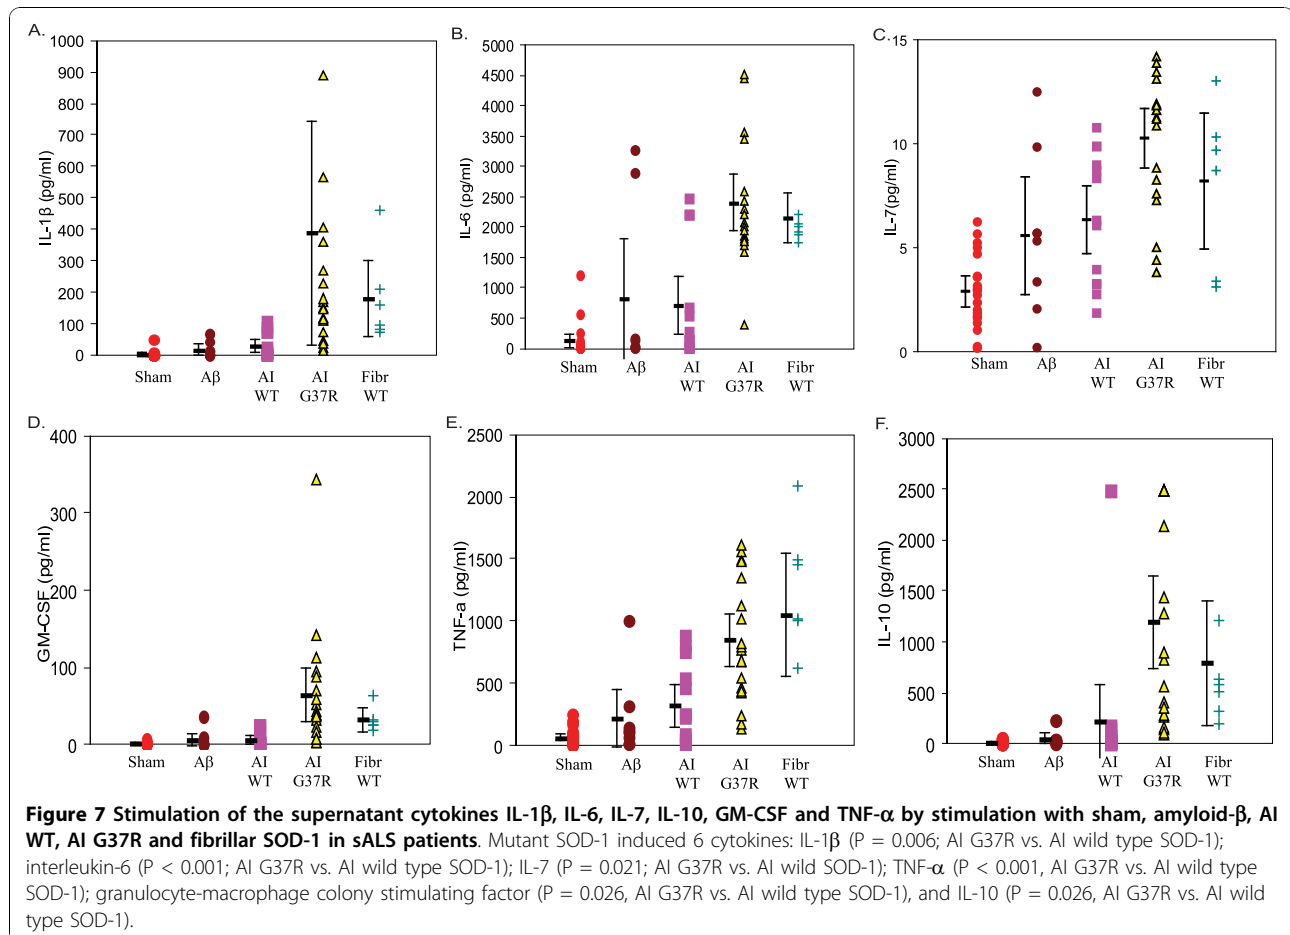 A.
1000
900
800
700
600
500
400
300
200
100
0
IL-1β (pg/ml)
Sham Aβ AI AI Fibr
WT G37R WT
B.
5000
4500
4000
3500
3000
2500
2000
1500
1000
500
0
IL-6 (pg/ml)
Sham Aβ AI AI Fibr
WT G37R WT
C.
15
10
5
0
IL-7(pg/ml)
Sham Aβ AI AI Fibr
WT G37R WT
D.
400
300
200
100
0
GM-CSF (pg/ml)
Sham Aβ AI AI Fibr
WT G37R WT
E.
2500
2000
1500
1000
500
0
TNF-a (pg/ml)
Sham Aβ AI AI Fibr
WT G37R WT
F.
3000
2500
2000
1500
1000
500
0
IL-10 (pg/ml)
Sham Aβ AI AI Fibr
WT G37R WT
Figure 7 Stimulation of the supernatant cytokines IL-1β, IL-6, IL-7, IL-10, GM-CSF and TNF-α by stimulation with sham, amyloid-β, AI
WT, AI G37R and fibrillar SOD-1 in sALS patients. Mutant SOD-1 induced 6 cytokines: IL-1β (P = 0.006; AI G37R vs. AI wild type SOD-1);
interleukin-6 (P < 0.001; AI G37R vs. AI wild type SOD-1); IL-7 (P = 0.021; AI G37R vs. AI wild SOD-1); TNF-α (P < 0.001, AI G37R vs. AI wild type
SOD-1); granulocyte-macrophage colony stimulating factor (P = 0.026, AI G37R vs. AI wild type SOD-1), and IL-10 (P = 0.026, AI G37R vs. AI wild
type SOD-1).